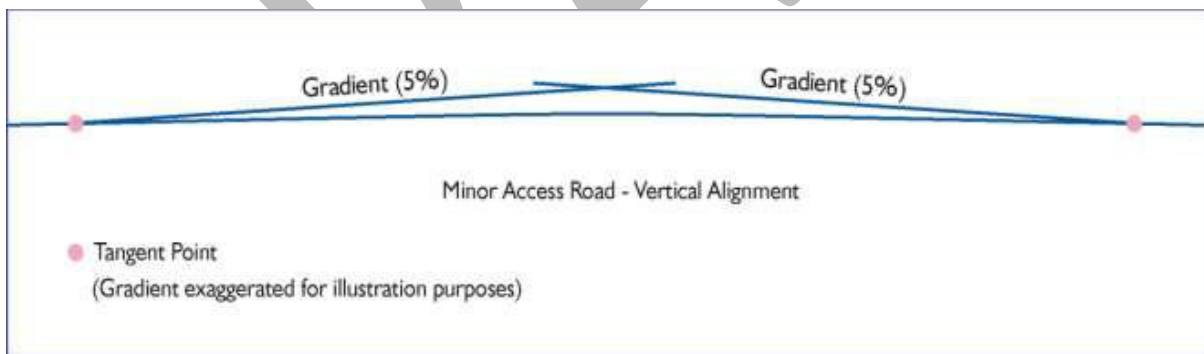 Gradient (5%)
Gradient (5%)
Minor Access Road - Vertical Alignment
Tangent Point
(Gradient exaggerated for illustration purposes)